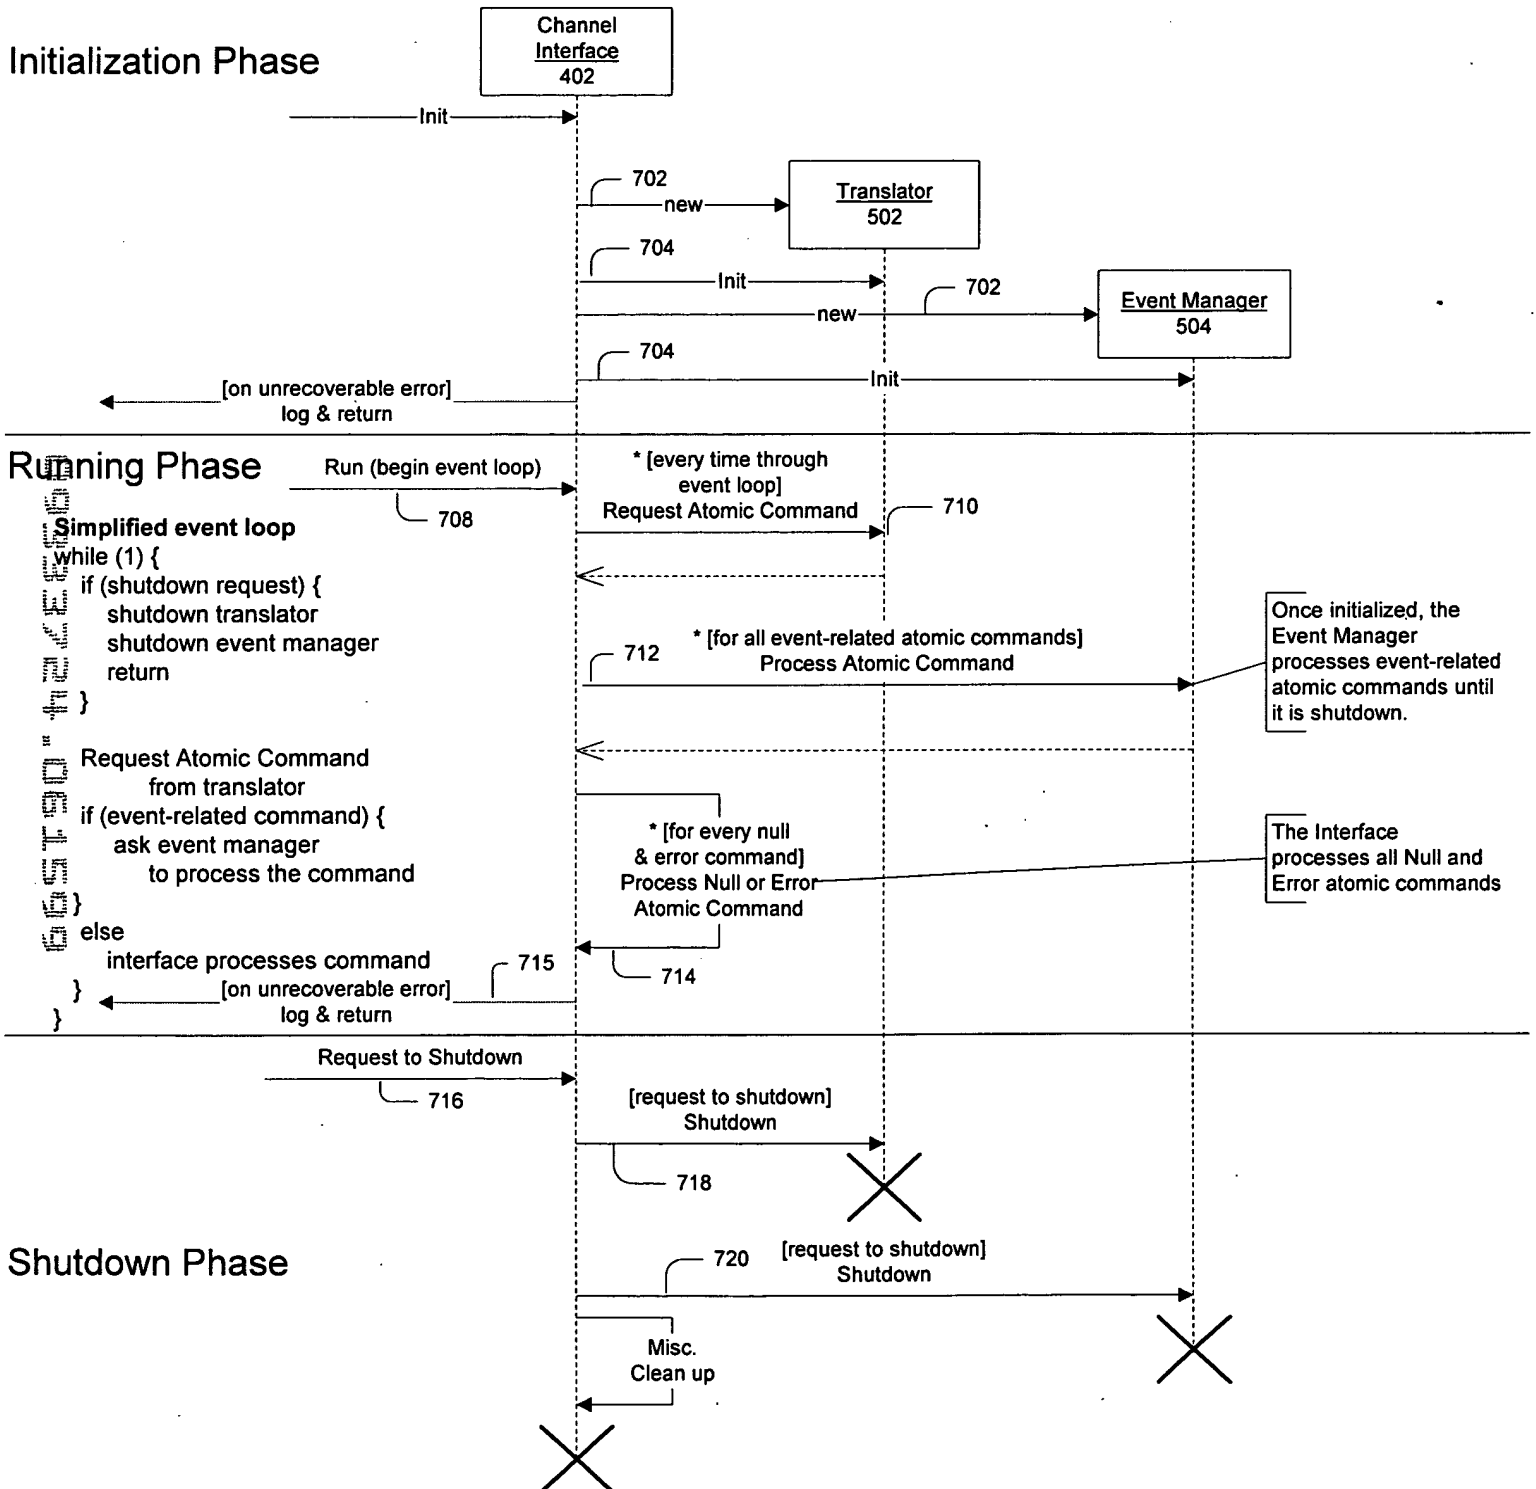 Channel
Interface
402
Initialization Phase
Init
702
new
Translator
502
704
Init
702
new
Event Manager
504
704
Init
[on unrecoverable error]
log & return
Running Phase
Run (begin event loop)
708
* [every time through
event loop]
Request Atomic Command
710
Simplified event loop
while (1) {
if (shutdown request) {
shutdown translator
shutdown event manager
return
}
Request Atomic Command
from translator
if (event-related command) {
ask event manager
to process the command
}
else
interface processes command
}
}
712
* [for all event-related atomic commands]
Process Atomic Command
Once initialized, the
Event Manager
processes event-related
atomic commands until
it is shutdown.
* [for every null
& error command]
Process Null or Error
Atomic Command
714
The Interface
processes all Null and
Error atomic commands
715
[on unrecoverable error]
log & return
Request to Shutdown
716
[request to shutdown]
Shutdown
718
Shutdown Phase
720
[request to shutdown]
Shutdown
Misc.
Clean up